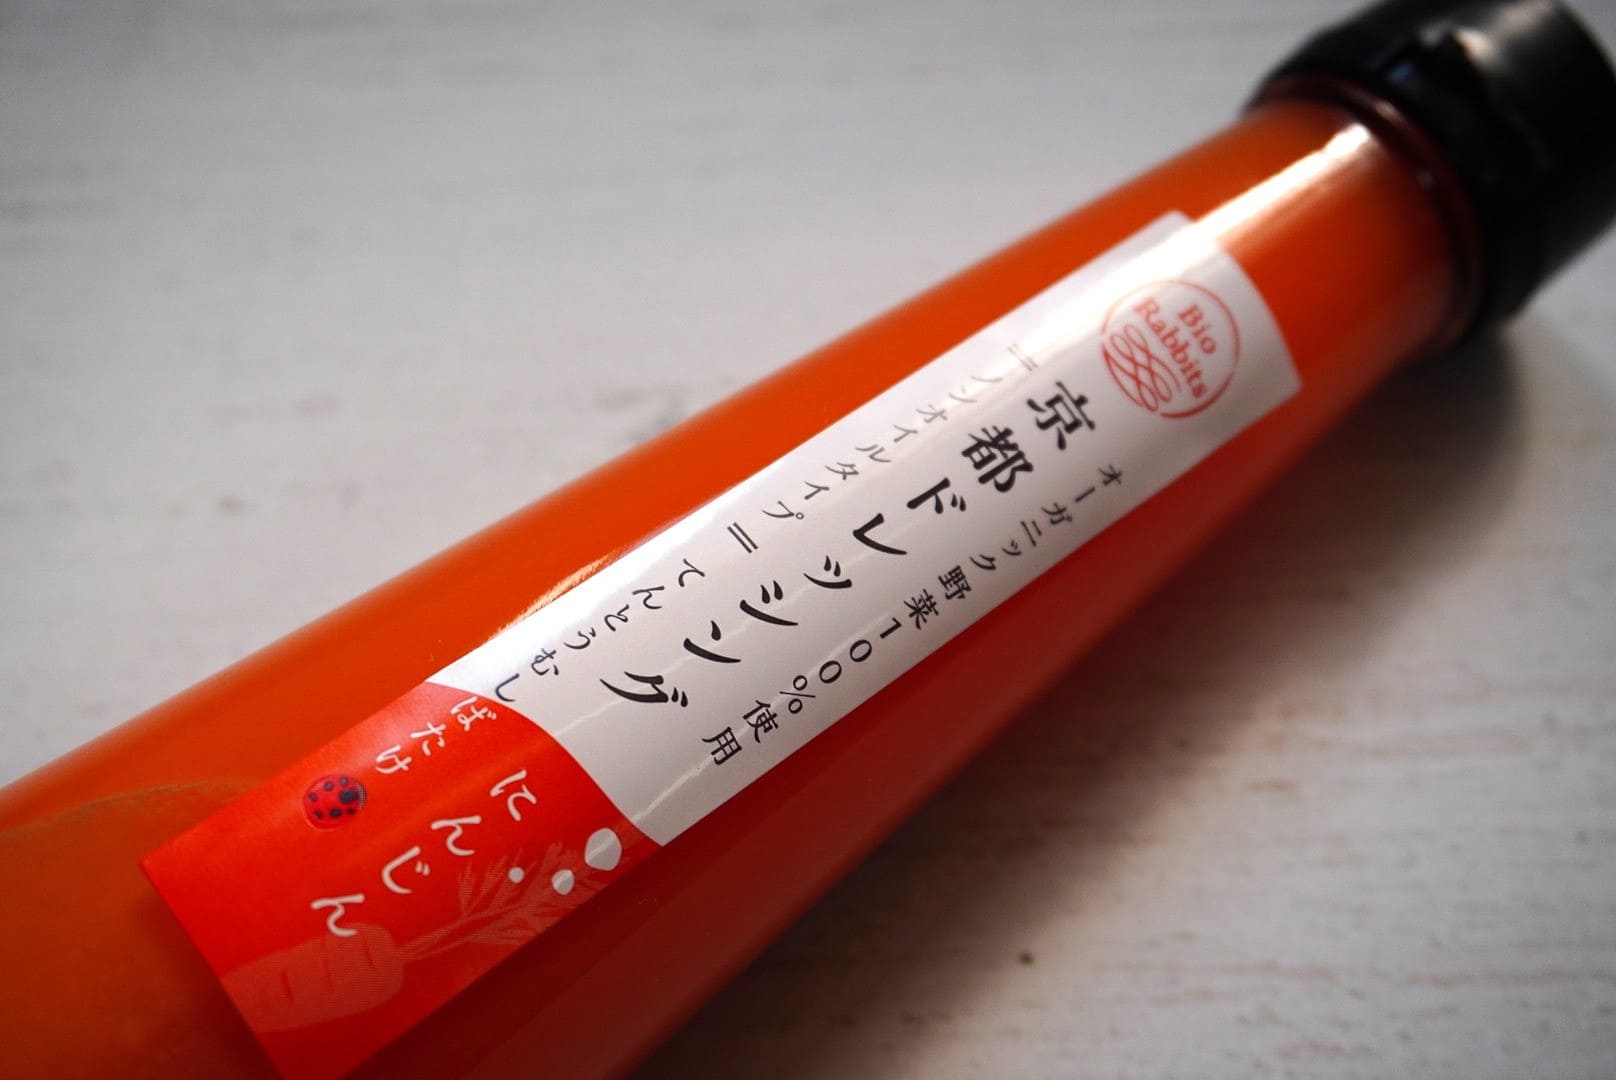 Bio
Rabbits
オーガニック野菜100%使用
京都ドレッシング
＝ノンオイルタイプ＝
てんとうむしばたけ
にんじん